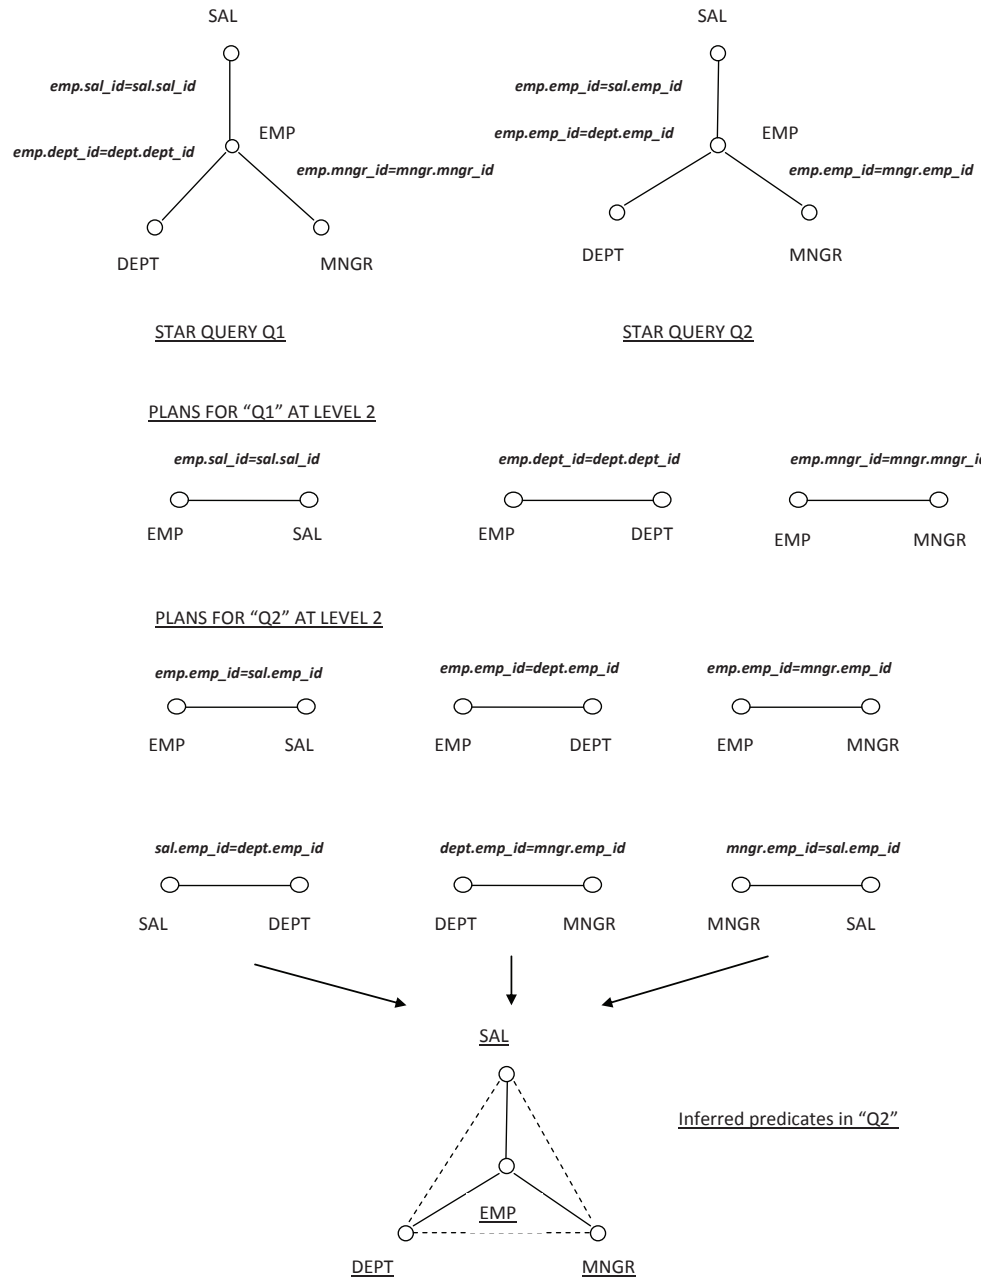 SAL SAL
emp.sal_id=sal.sal_id emp.emp_id=sal.emp_id
EMP emp.emp_id=dept.emp_id EMP
emp.dept_id=dept.dept_id
emp.mngr_id=mngr.mngr_id emp.emp_id=mngr.emp_id
DEPT MNGR DEPT MNGR
STAR QUERY Q1 STAR QUERY Q2
PLANS FOR “Q1” AT LEVEL 2
emp.sal_id=sal.sal_id emp.dept_id=dept.dept_id emp.mngr_id=mngr.mngr_id
EMP SAL EMP DEPT EMP MNGR
PLANS FOR “Q2” AT LEVEL 2
emp.emp_id=sal.emp_id emp.emp_id=dept.emp_id emp.emp_id=mngr.emp_id
EMP SAL EMP DEPT EMP MNGR
sal.emp_id=dept.emp_id dept.emp_id=mngr.emp_id mngr.emp_id=sal.emp_id
SAL DEPT DEPT MNGR MNGR SAL
SAL
Inferred predicates in “Q2”
EMP
DEPT MNGR